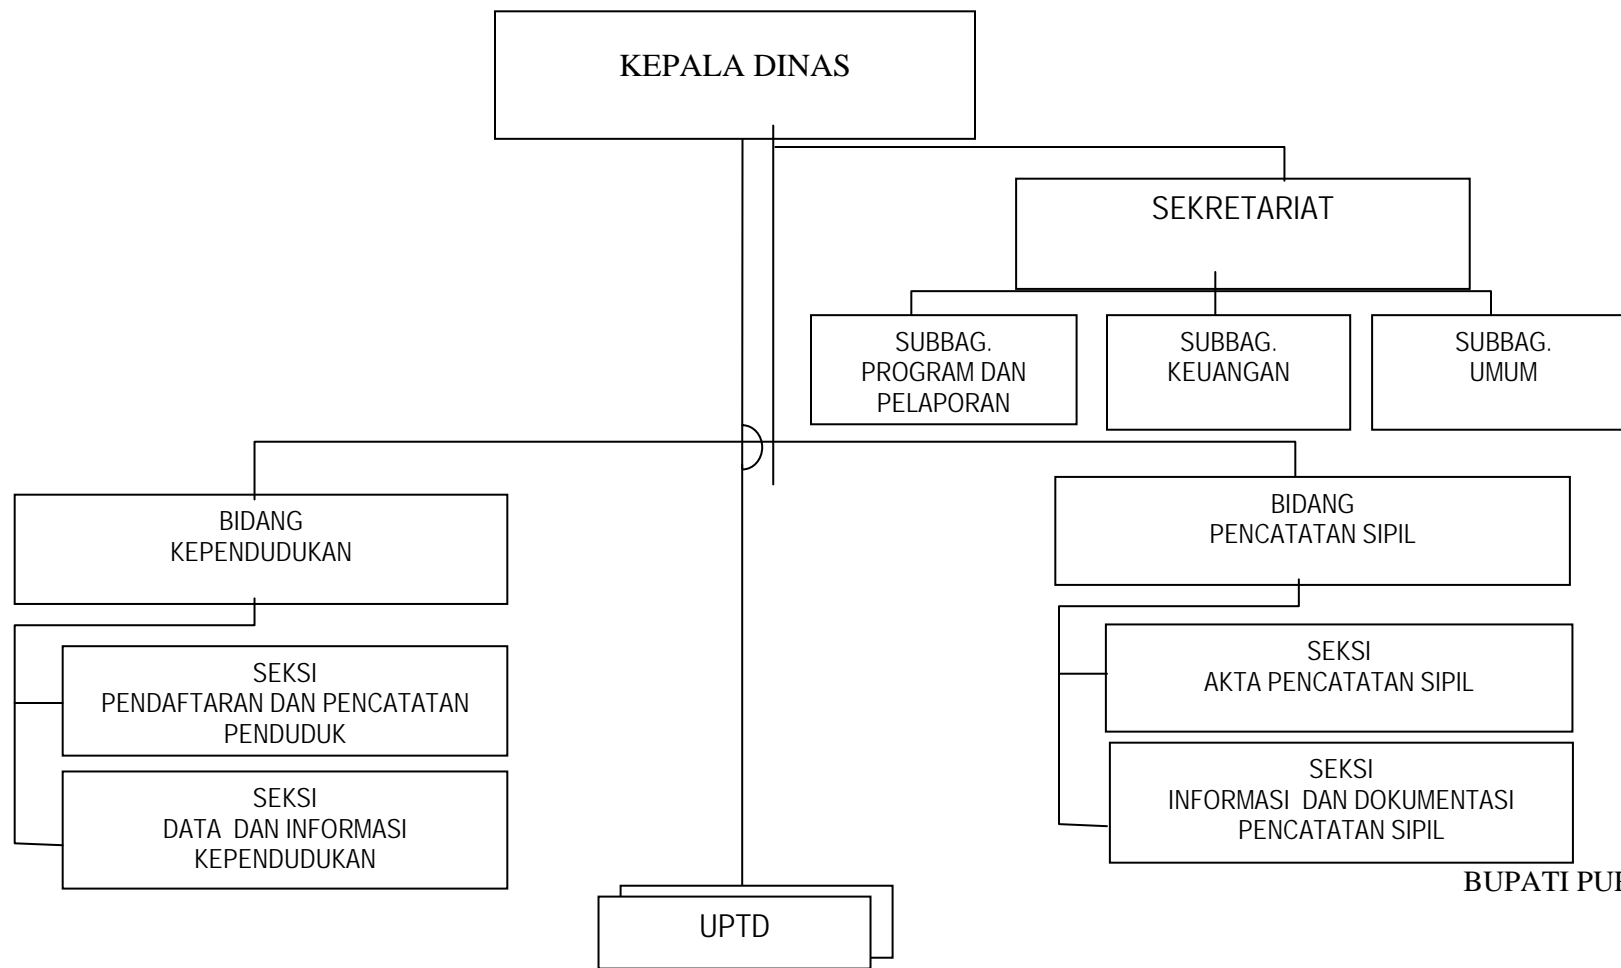 KEPALA DINAS
SEKRETARIAT
SUBBAG.
PROGRAM DAN
PELAPORAN
SUBBAG.
KEUANGAN
SUBBAG.
UMUM
BIDANG
KEPENDUDUKAN
BIDANG
PENCATATAN SIPIL
SEKSI
PENDAFTARAN DAN PENCATATAN
PENDUDUK
SEKSI
DATA DAN INFORMASI
KEPENDUDUKAN
SEKSI
AKTA PENCATATAN SIPIL
SEKSI
INFORMASI DAN DOKUMENTASI
PENCATATAN SIPIL
BUPATI
UPTD